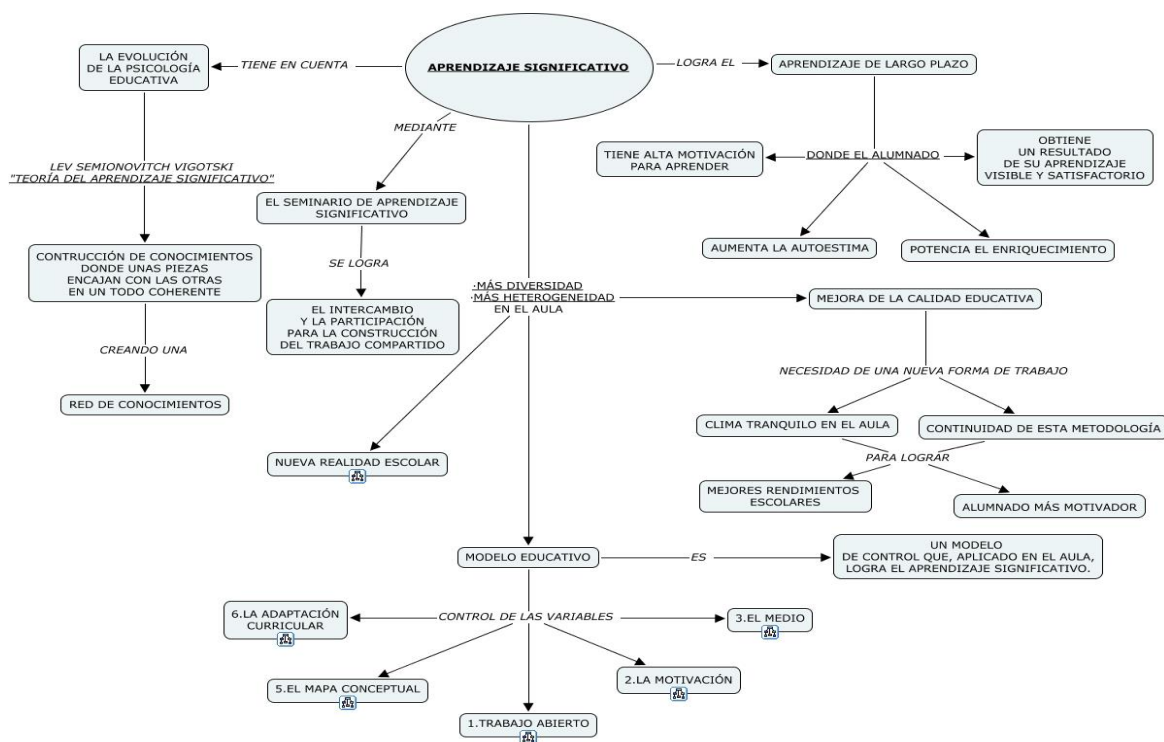 APRENDIZAJE SIGNIFICATIVO
TIENE EN CUENTA
LA EVOLUCIÓN
DE LA PSICOLOGÍA
EDUCATIVA
LEV SEMIONOVITCH VIGOTSKI
"TEORÍA DEL APRENDIZAJE SIGNIFICATIVO"
CONTRUCCIÓN DE CONOCIMIENTOS
DONDE UNAS PIEZAS
ENCAJAN CON LAS OTRAS
EN UN TODO COHERENTE
CREANDO UNA
RED DE CONOCIMIENTOS
MEDIANTE
EL SEMINARIO DE APRENDIZAJE
SIGNIFICATIVO
SE LOGRA
EL INTERCAMBIO
Y LA PARTICIPACIÓN
PARA LA CONSTRUCCIÓN
DEL TRABAJO COMPARTIDO
LOGRA EL
APRENDIZAJE DE LARGO PLAZO
DONDE EL ALUMNADO
TIENE ALTA MOTIVACIÓN
PARA APRENDER
OBTIENE
UN RESULTADO
DE SU APRENDIZAJE
VISIBLE Y SATISFACTORIO
AUMENTA LA AUTOESTIMA
POTENCIA EL ENRIQUECIMIENTO
·MÁS DIVERSIDAD
·MÁS HETEROGENEIDAD
EN EL AULA
MEJORA DE LA CALIDAD EDUCATIVA
NECESIDAD DE UNA NUEVA FORMA DE TRABAJO
CLIMA TRANQUILO EN EL AULA
CONTINUIDAD DE ESTA METODOLOGÍA
PARA LOGRAR
MEJORES RENDIMIENTOS
ESCOLARES
ALUMNADO MÁS MOTIVADOR
NUEVA REALIDAD ESCOLAR
MODELO EDUCATIVO
ES
UN MODELO
DE CONTROL QUE, APLICADO EN EL AULA,
LOGRA EL APRENDIZAJE SIGNIFICATIVO.
CONTROL DE LAS VARIABLES
6.LA ADAPTACIÓN
CURRICULAR
3.EL MEDIO
5.EL MAPA CONCEPTUAL
2.LA MOTIVACIÓN
1.TRABAJO ABIERTO